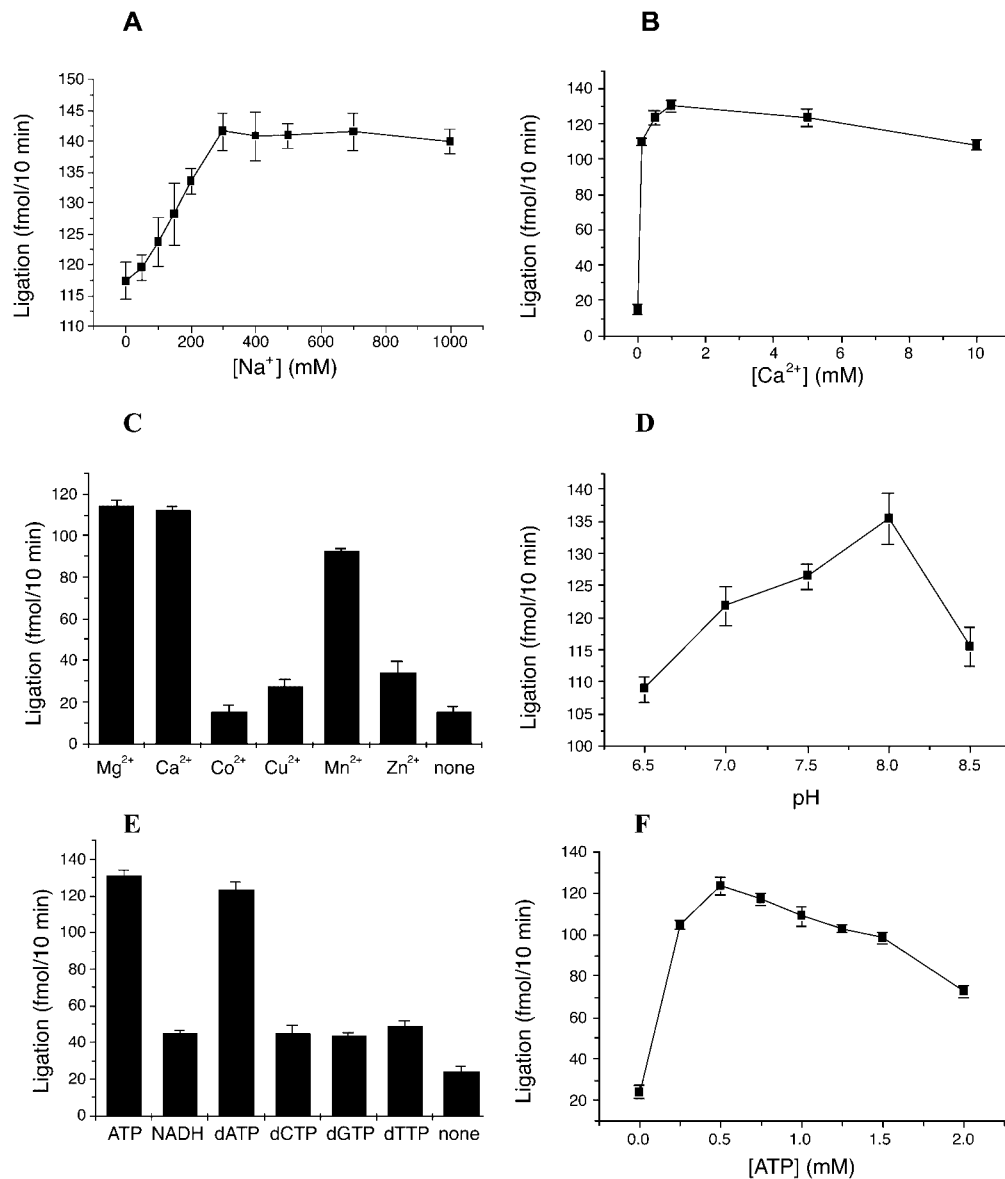 A
Ligation (fmol/10 min)
150
145
140
135
130
125
120
115
110
0 200 400 600 800 1000
[Na⁺] (mM)
B
Ligation (fmol/10 min)
140
120
100
80
60
40
20
0
0 2 4 6 8 10
[Ca²⁺] (mM)
C
Ligation (fmol/10 min)
120
100
80
60
40
20
0
Mg²⁺ Ca²⁺ Co²⁺ Cu²⁺ Mn²⁺ Zn²⁺ none
D
Ligation (fmol/10 min)
140
135
130
125
120
115
110
105
100
6.5 7.0 7.5 8.0 8.5
pH
E
Ligation (fmol/10 min)
140
120
100
80
60
40
20
0
ATP NADH dATP dCTP dGTP dTTP none
F
Ligation (fmol/10 min)
140
120
100
80
60
40
20
0.0 0.5 1.0 1.5 2.0
[ATP] (mM)